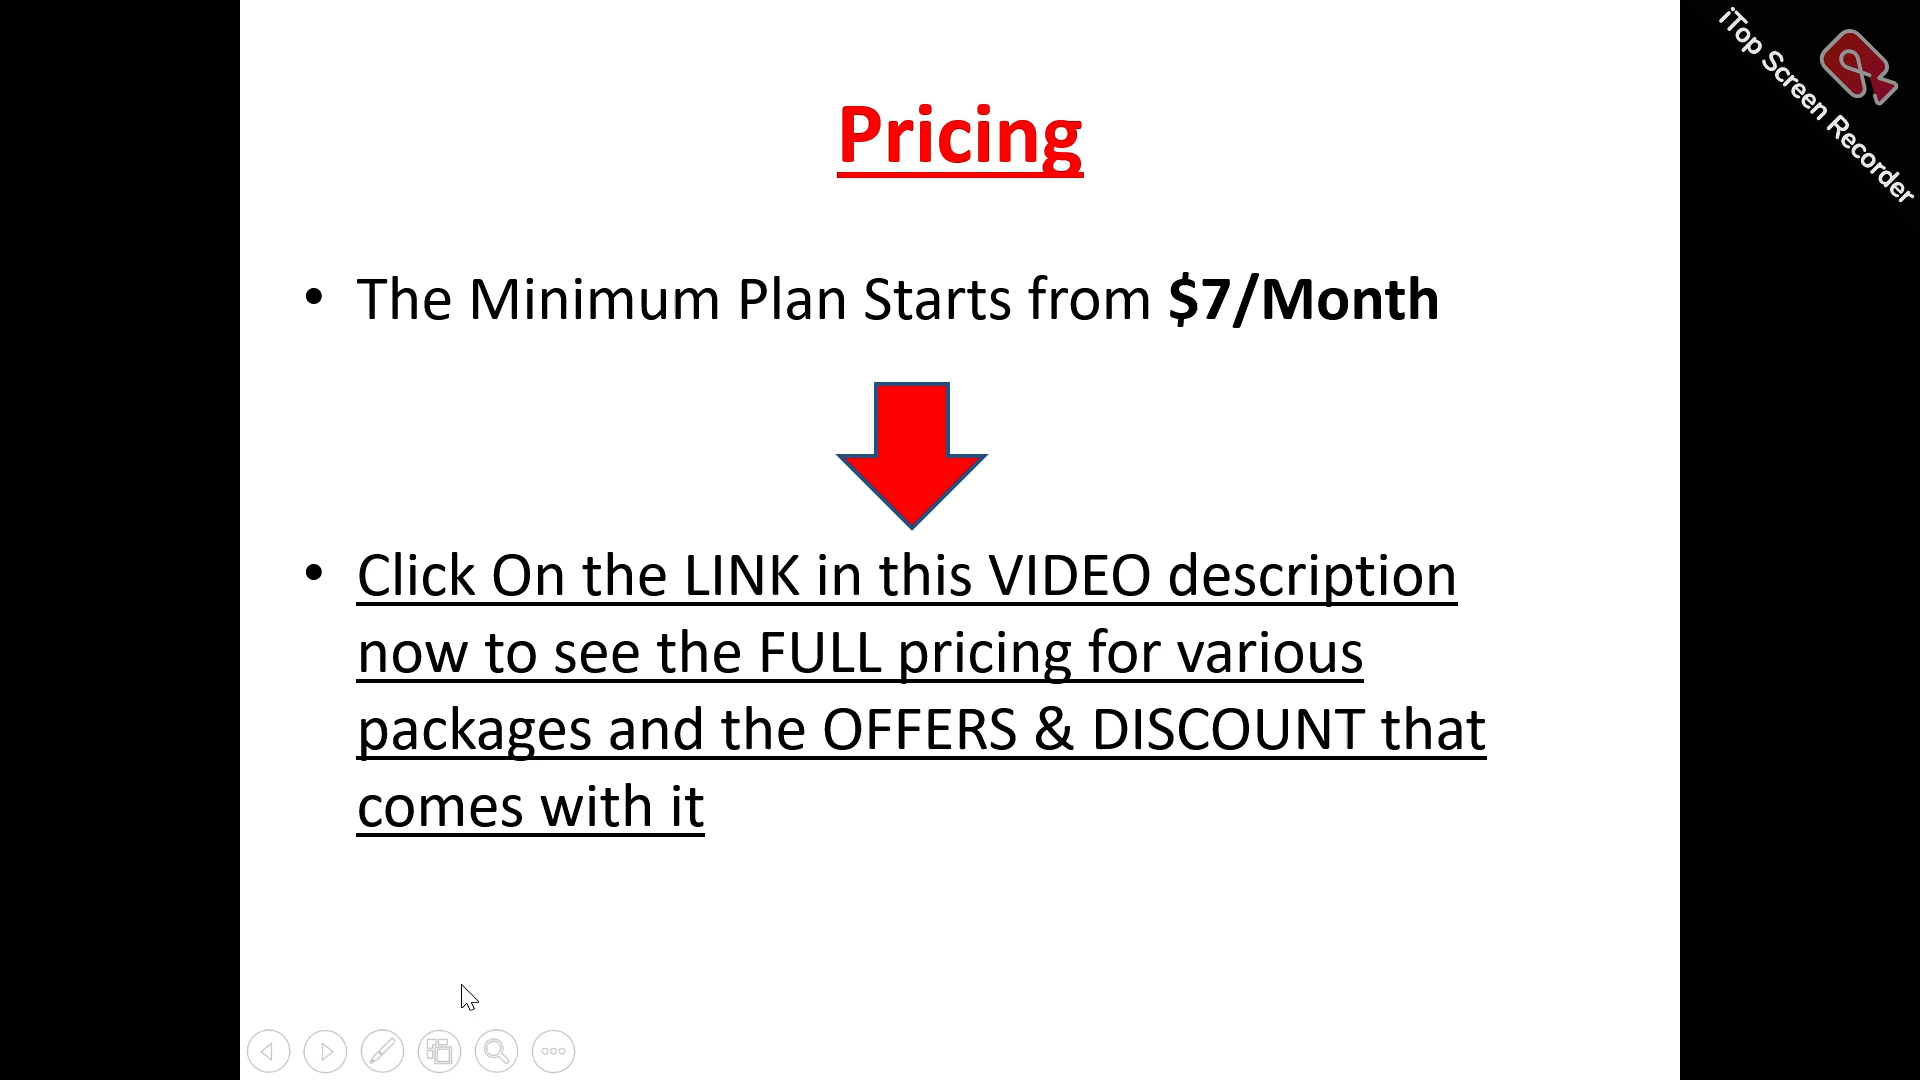 Pricing
• The Minimum Plan Starts from $7/Month
• Click On the LINK in this VIDEO description
now to see the FULL pricing for various
packages and the OFFERS & DISCOUNT that
comes with it
iTop Screen Recorder